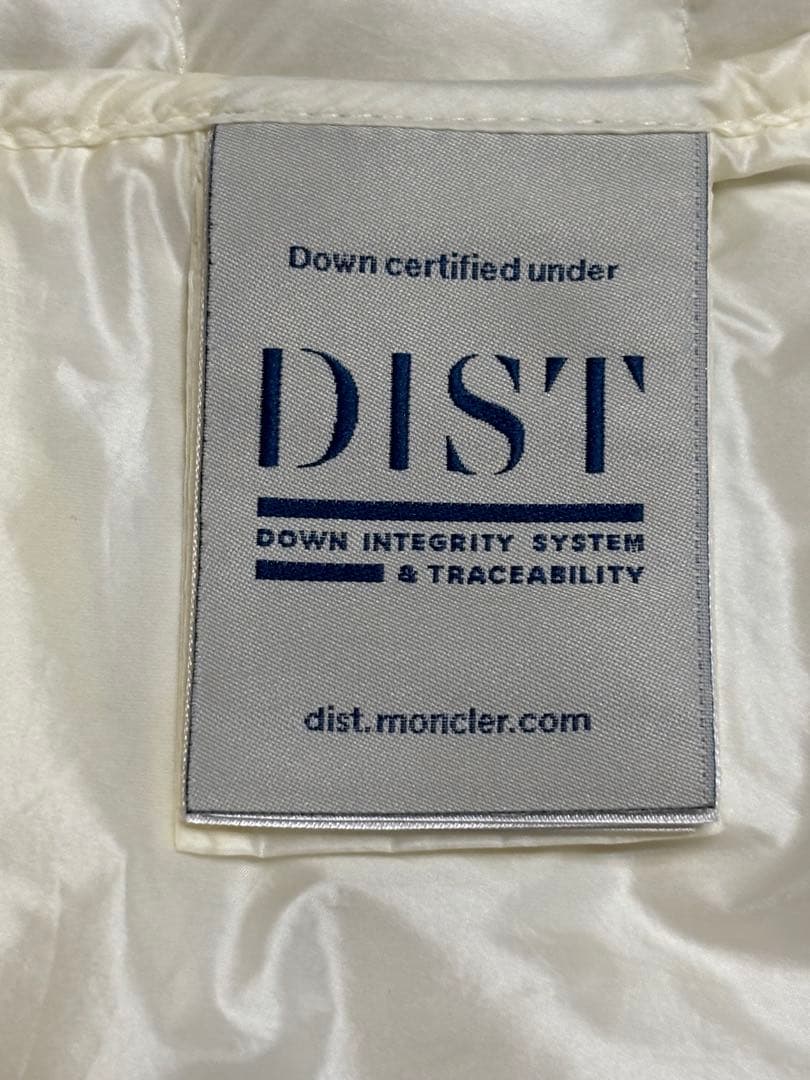 Down certified under
DIST
DOWN INTEGRITY SYSTEM
& TRACEABILITY
dist.moncler.com